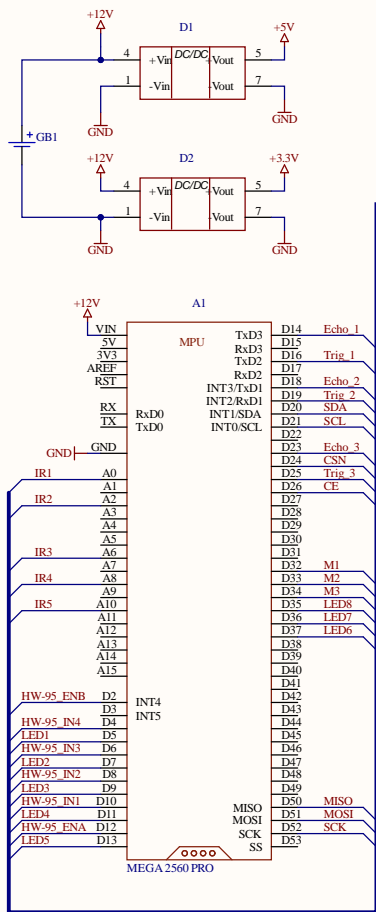 +12V D1 +5V
4 +Vin DC/DC +Vout 5
1 -Vin -Vout 7
GND GND
GB1
+12V D2 +3.3V
4 +Vin DC/DC +Vout 5
1 -Vin -Vout 7
GND GND
+12V A1
VIN MPU TxD3 D14 Echo_1
5V RxD3 D15
3V3 TxD2 D16 Trig_1
AREF RxD2 D17
RST INT3/TxD1 D18 Echo_2
INT2/RxD1 D19 Trig_2
RX RxD0 INT1/SDA D20 SDA
TX TxD0 INT0/SCL D21 SCL
D22
GND GND D23 Echo_3
D24 CSN
IR1 A0 D25 Trig_3
A1 D26 CE
IR2 A2 D27
A3 D28
A4 D29
A5 D30
IR3 A6 D31
A7 D32 M1
IR4 A8 D33 M2
A9 D34 M3
IR5 A10 D35 LED8
A11 D36 LED7
A12 D37 LED6
A13 D38
A14 D39
A15 D40
D41
HW-95_ENB D2 INT4 D42
D3 INT5 D43
HW-95_IN4 D4 D44
LED1 D5 D45
HW-95_IN3 D6 D46
LED2 D7 D47
HW-95_IN2 D8 D48
LED3 D9 D49
HW-95_IN1 D10 MISO D50 MISO
LED4 D11 MOSI D51 MOSI
HW-95_ENA D12 SCK D52 SCK
LED5 D13 SS D53
MEGA 2560 PRO